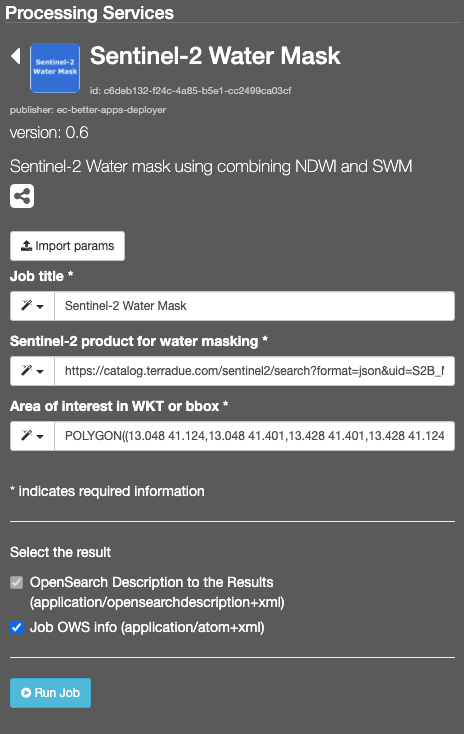 Processing Services
Sentinel-2
Water Mask
Sentinel-2 Water Mask
id: c6deb132-f24c-4a85-b5e1-cc2499ca03cf
publisher: ec-better-apps-deployer
version: 0.6
Sentinel-2 Water mask using combining NDWI and SWM
Import params
Job title *
Sentinel-2 Water Mask
Sentinel-2 product for water masking *
https://catalog.terradue.com/sentinel2/search?format=json&uid=S2B_
Area of interest in WKT or bbox *
POLYGON((13.048 41.124,13.048 41.401,13.428 41.401,13.428 41.124
* indicates required information
Select the result
OpenSearch Description to the Results
(application/opensearchdescription+xml)
Job OWS info (application/atom+xml)
Run Job